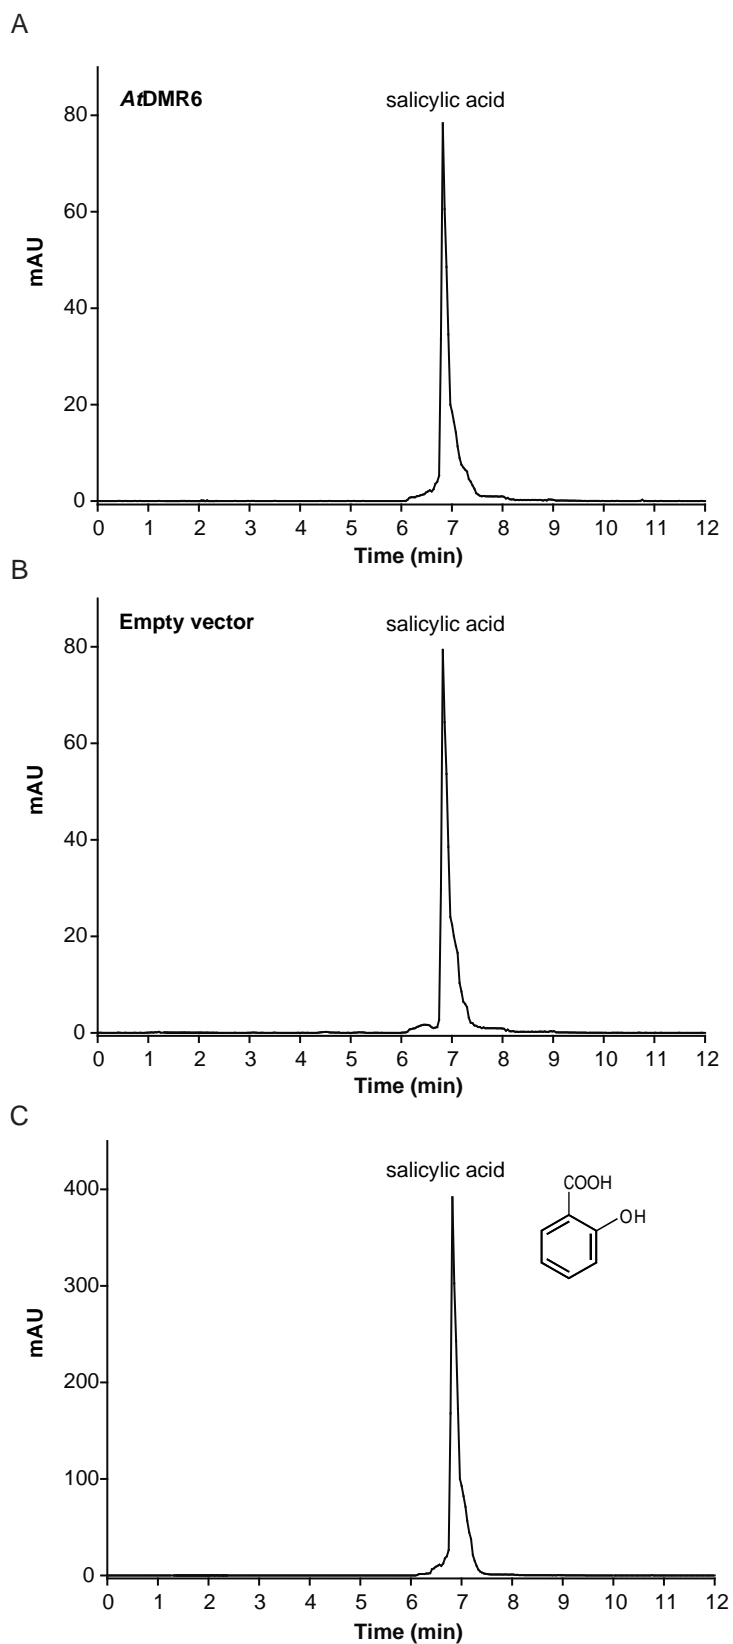 A
AtDMR6
salicylic acid
80
60
40
20
0
mAU
0 1 2 3 4 5 6 7 8 9 10 11 12
Time (min)
B
Empty vector
salicylic acid
80
60
40
20
0
mAU
0 1 2 3 4 5 6 7 8 9 10 11 12
Time (min)
C
salicylic acid
COOH
OH
400
300
200
100
0
mAU
0 1 2 3 4 5 6 7 8 9 10 11 12
Time (min)